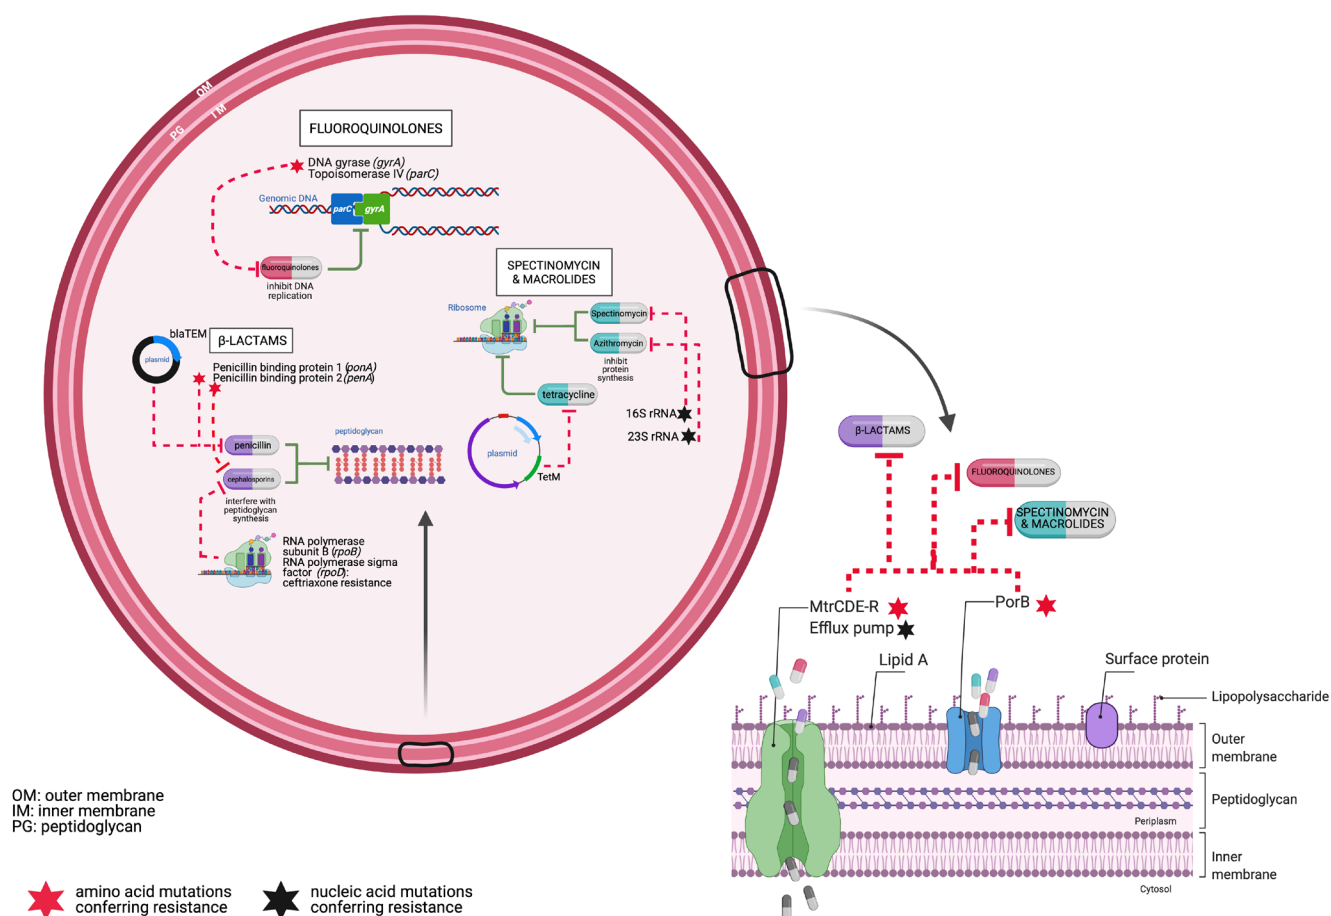 OM
IM
PG
FLUOROQUINOLONES
DNA gyrase (gyrA)
Topoisomerase IV (parC)
Genomic DNA
parC
gyrA
fluoroquinolones
inhibit DNA
replication
SPECTINOMYCIN
& MACROLIDES
Ribosome
Spectinomycin
Azithromycin
inhibit
protein
synthesis
tetracycline
16S rRNA
23S rRNA
plasmid
TetM
blaTEM
plasmid
β-LACTAMS
Penicillin binding protein 1 (ponA)
Penicillin binding protein 2 (penA)
penicillin
cephalosporins
interfere with
peptidoglycan
synthesis
peptidoglycan
RNA polymerase
subunit B (rpoB)
RNA polymerase sigma
factor (rpoD):
ceftriaxone resistance
β-LACTAMS
FLUOROQUINOLONES
SPECTINOMYCIN
& MACROLIDES
MtrCDE-R
Efflux pump
PorB
Lipid A
Surface protein
Lipopolysaccharide
Outer
membrane
Peptidoglycan
Periplasm
Inner
membrane
Cytosol
OM: outer membrane
IM: inner membrane
PG: peptidoglycan
amino acid mutations
conferring resistance
nucleic acid mutations
conferring resistance